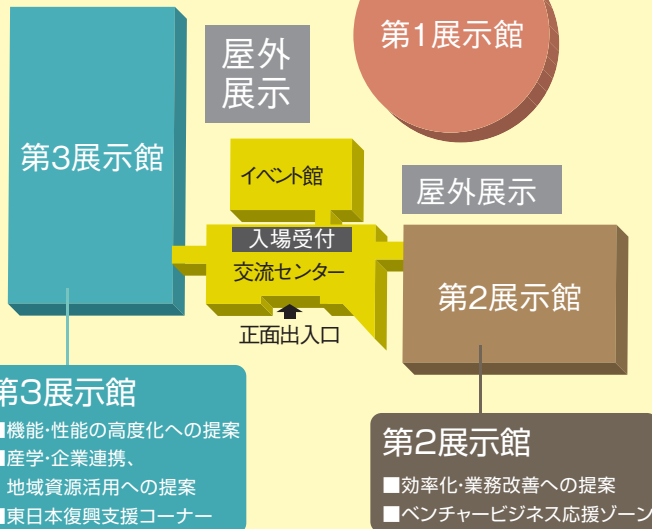 第1展示館
屋外
展示
第3展示館
イベント館
屋外展示
入場受付
交流センター
第2展示館
正面出入口
第3展示館
■機能・性能の高度化への提案
■産学・企業連携、
地域資源活用への提案
■東日本復興支援コーナー
第2展示館
■効率化・業務改善への提案
■ベンチャービジネス応援ゾーン